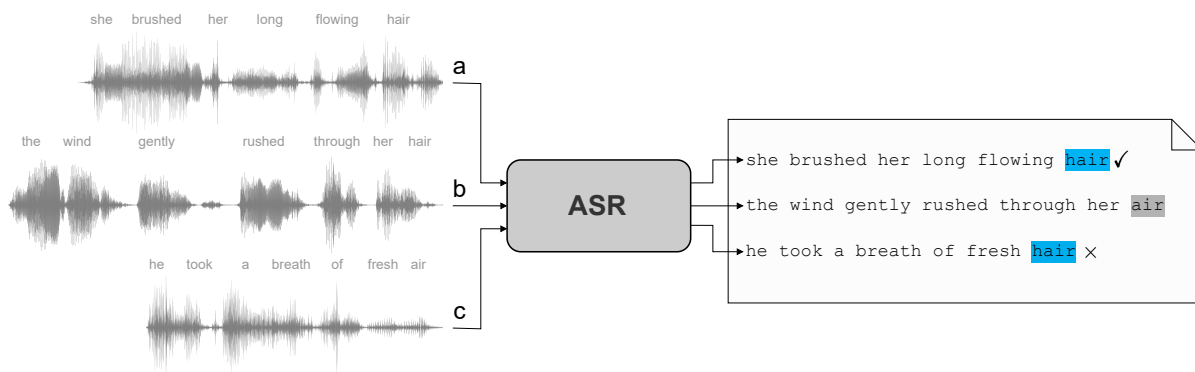 she brushed her long flowing hair
a
the wind gently rushed through her hair
b
he took a breath of fresh air
c
ASR
she brushed her long flowing hair ✓
the wind gently rushed through her air
he took a breath of fresh hair ×